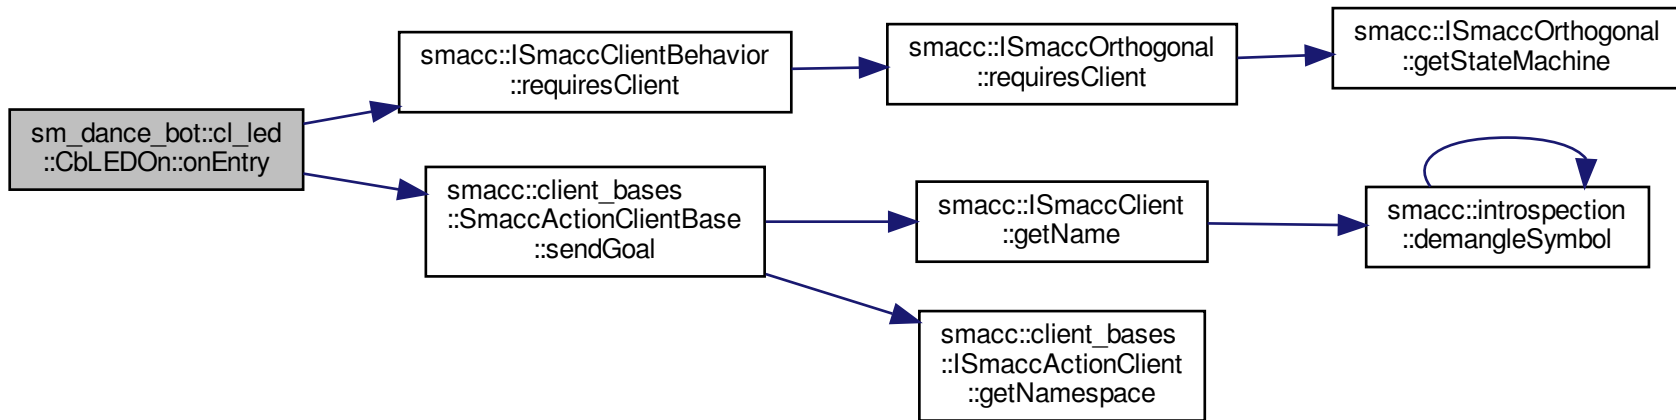 sm_dance_bot::cl_led
::CbLEDOn::onEntry
smacc::ISmaccClientBehavior
::requiresClient
smacc::ISmaccOrthogonal
::requiresClient
smacc::ISmaccOrthogonal
::getStateMachine
smacc::client_bases
::SmaccActionClientBase
::sendGoal
smacc::ISmaccClient
::getName
smacc::introspection
::demangleSymbol
smacc::client_bases
::ISmaccActionClient
::getNamespace